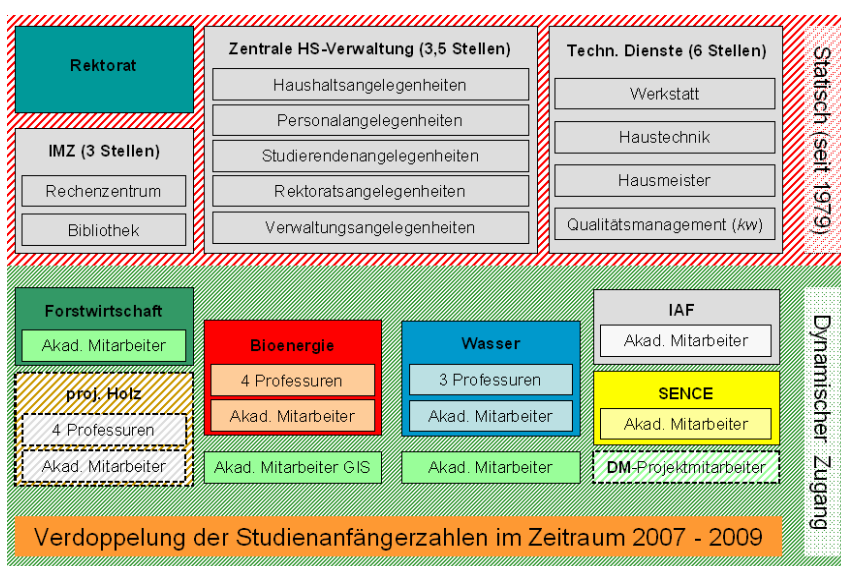 Rektorat
IMZ (3 Stellen)
Rechenzentrum
Bibliothek
Zentrale HS-Verwaltung (3,5 Stellen)
Haushaltsangelegenheiten
Personalangelegenheiten
Studierendenangelegenheiten
Rektoratsangelegenheiten
Verwaltungsangelegenheiten
Techn. Dienste (6 Stellen)
Werkstatt
Haustechnik
Hausmeister
Qualitätsmanagement (kw)
Statisch (seit 1979)
Forstwirtschaft
Akad. Mitarbeiter
proj. Holz
4 Professuren
Akad. Mitarbeiter
Bioenergie
4 Professuren
Akad. Mitarbeiter
Akad. Mitarbeiter GIS
Wasser
3 Professuren
Akad. Mitarbeiter
Akad. Mitarbeiter
IAF
Akad. Mitarbeiter
SENCE
Akad. Mitarbeiter
DM-Projektmitarbeiter
Dynamischer Zugang
Verdoppelung der Studienanfängerzahlen im Zeitraum 2007 - 2009